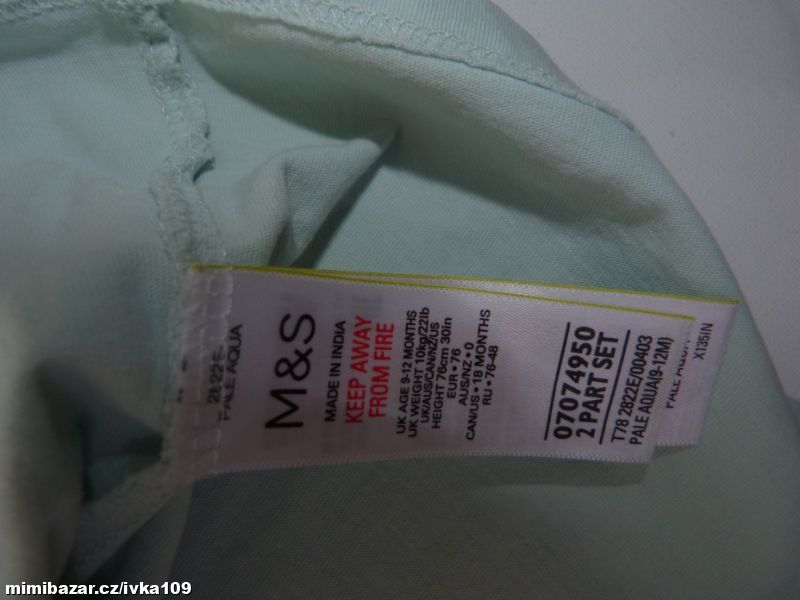 2822E
PALE AQUA
M&S
MADE IN INDIA
KEEP AWAY
FROM FIRE
UK AGE 9-12 MONTHS
UK WEIGHT 10kg/22lb
UK/AUS/CAN/NZ/US
HEIGHT 76cm 30in
EUR • 76
AUS/NZ • 0
CAN/US • 18 MONTHS
RU • 76-48
07074950
2 PART SET
T78 2822E/00403
PALE AQUA(9-12M)
PALE AQUA
X135IN
mimibazar.cz/ivka109